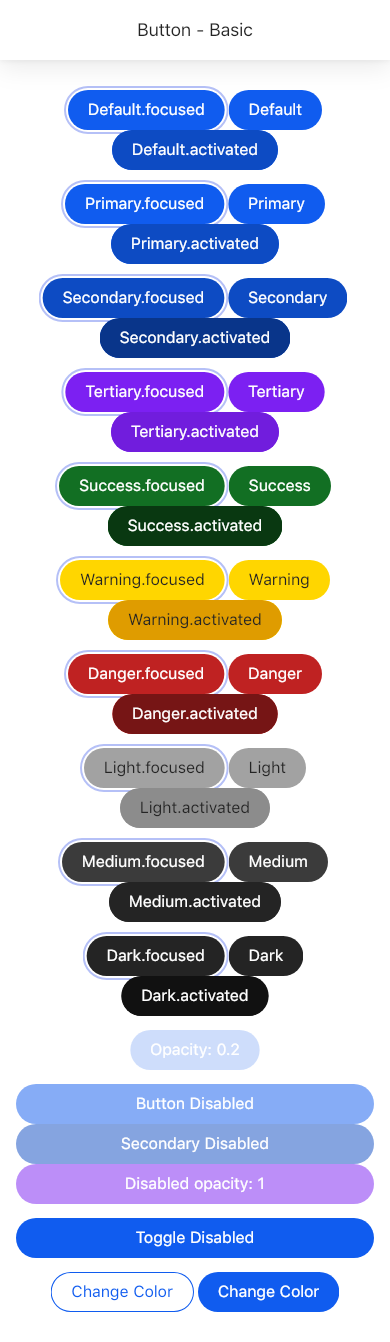 Button - Basic
Default.focused Default
Default.activated
Primary.focused Primary
Primary.activated
Secondary.focused Secondary
Secondary.activated
Tertiary.focused Tertiary
Tertiary.activated
Success.focused Success
Success.activated
Warning.focused Warning
Warning.activated
Danger.focused Danger
Danger.activated
Light.focused Light
Light.activated
Medium.focused Medium
Medium.activated
Dark.focused Dark
Dark.activated
Opacity: 0.2
Button Disabled
Secondary Disabled
Disabled opacity: 1
Toggle Disabled
Change Color Change Color